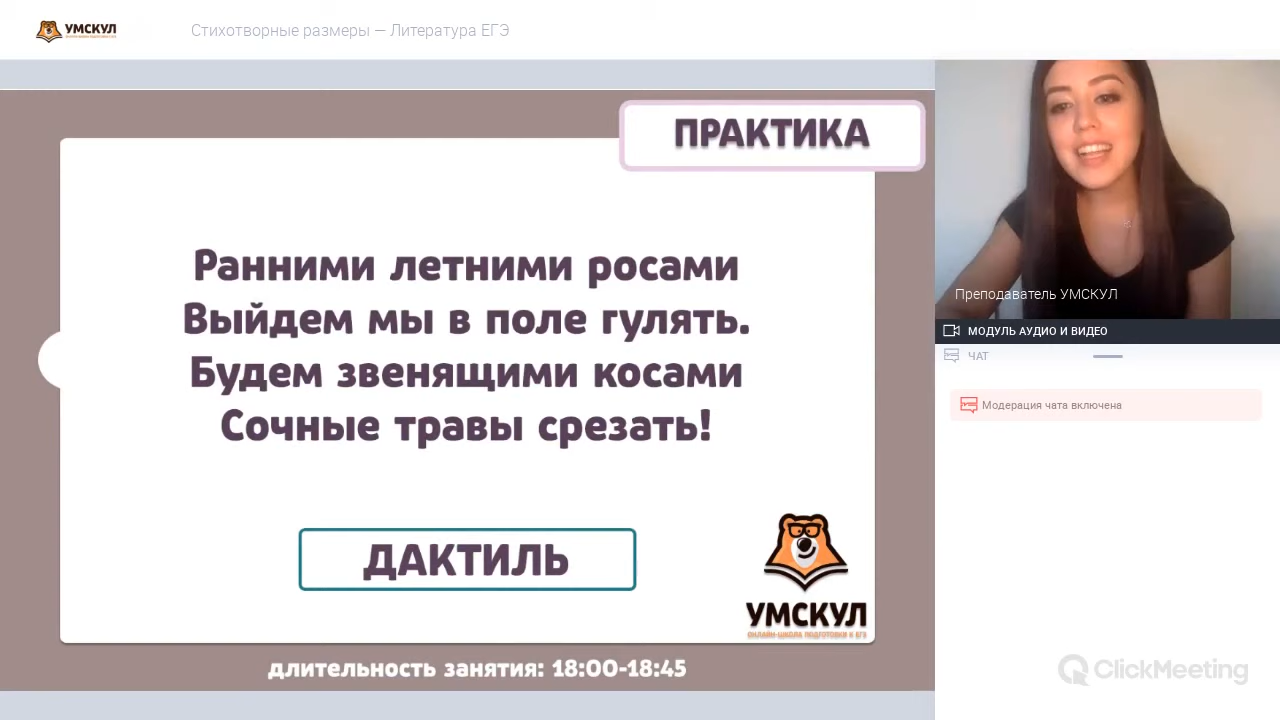 УМСКУЛ
Стихотворные размеры — Литература ЕГЭ
ПРАКТИКА
Ранними летними росами
Выйдем мы в поле гулять.
Будем звенящими косами
Сочные травы срезать!
ДАКТИЛЬ
УМСКУЛ
ОНЛАЙН-ШКОЛА ПОДГОТОВКИ К ЕГЭ
длительность занятия: 18:00-18:45
Преподаватель УМСКУЛ
МОДУЛЬ АУДИО И ВИДЕО
ЧАТ
Модерация чата включена
ClickMeeting